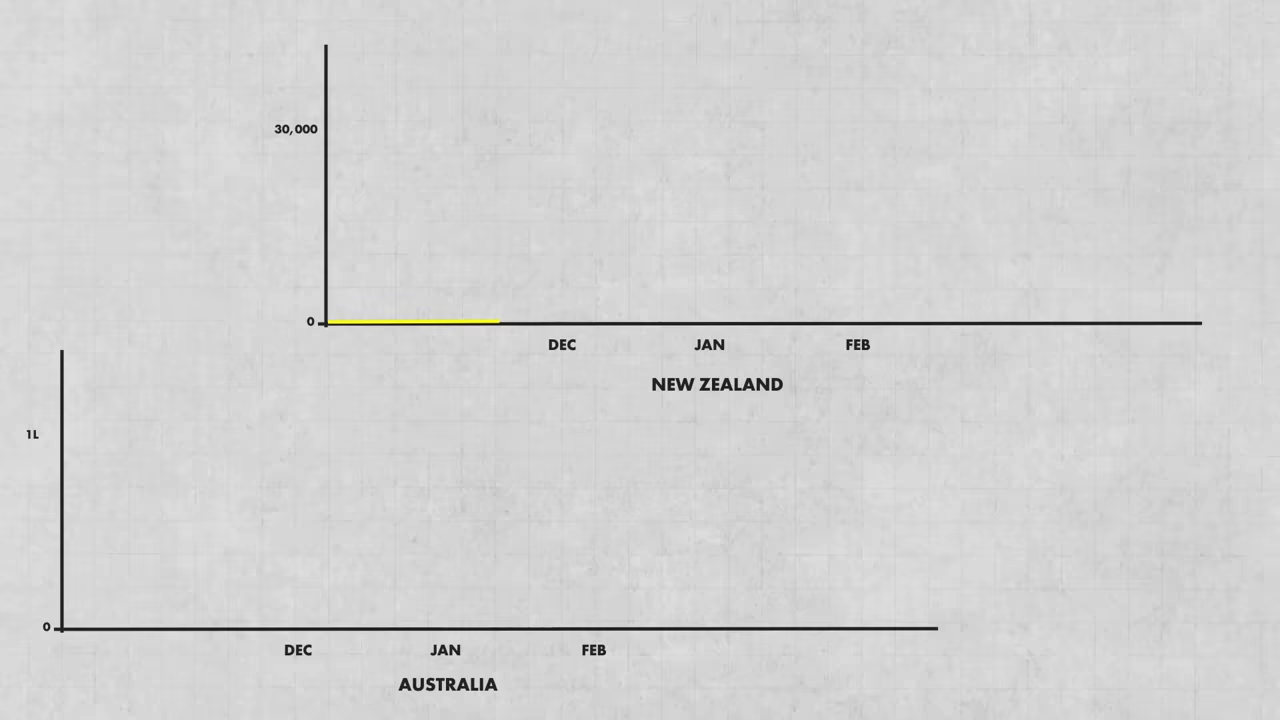 30,000
0
DEC JAN FEB
NEW ZEALAND
1L
0
DEC JAN FEB
AUSTRALIA